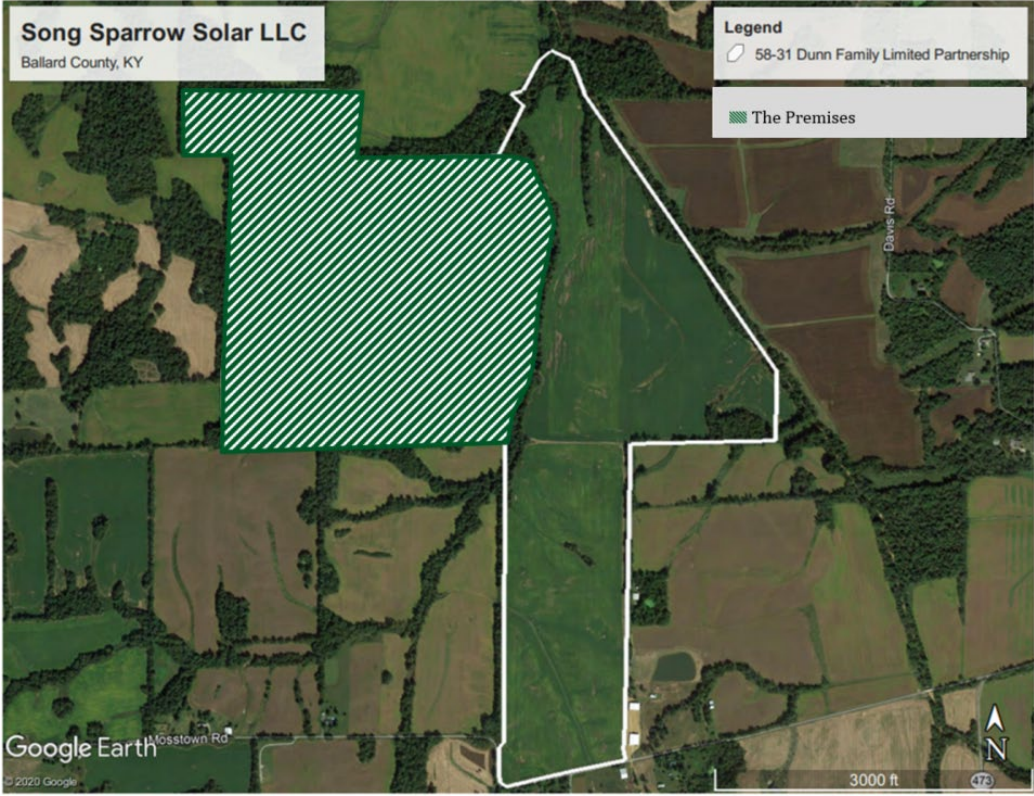 Song Sparrow Solar LLC
Ballard County, KY
Legend
58-31 Dunn Family Limited Partnership
The Premises
Davis Rd
Mosstown Rd
Google Earth
© 2020 Google
N
3000 ft
473